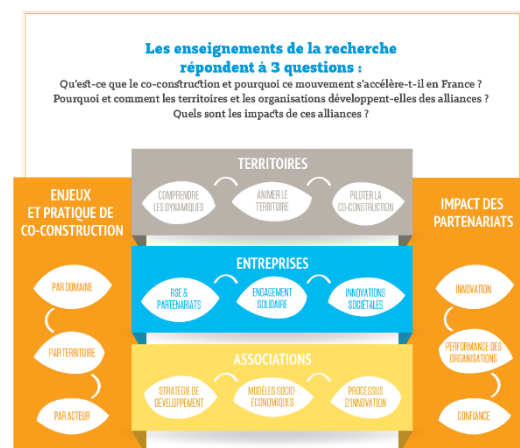 Les enseignements de la recherche
répondent à 3 questions :
Qu'est-ce que le co-construction et pourquoi ce mouvement s'accélère-t-il en France ?
Pourquoi et comment les territoires et les organisations développent-elles des alliances ?
Quels sont les impacts de ces alliances ?
ENJEUX
ET PRATIQUE DE
CO-CONSTRUCTION
PAR DOMAINE
PAR TERRITOIRE
PAR ACTEUR
TERRITOIRES
COMPRENDRE
LES DYNAMIQUES
ANIMER LE
TERRITOIRE
PILOTER LA
CO-CONSTRUCTION
ENTREPRISES
RSE &
PARTENARIATS
ENGAGEMENT
SOLIDAIRE
INNOVATIONS
SOCIÉTALES
ASSOCIATIONS
STRATÉGIE DE
DÉVELOPPEMENT
MODÈLES SOCIO-
ÉCONOMIQUES
PROCESSUS
D'INNOVATION
IMPACT DES
PARTENARIATS
INNOVATION
PERFORMANCE DES
ORGANISATIONS
CONFIANCE